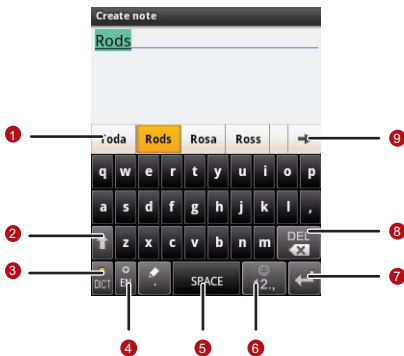 Create note
Rods
1 Toda Rods Rosa Ross 9
q w e r t y u i o p
a s d f g h j k l ,
2 z x c v b n m DEL 8
3 DICT EN . SPACE 12., 7
4 5 6